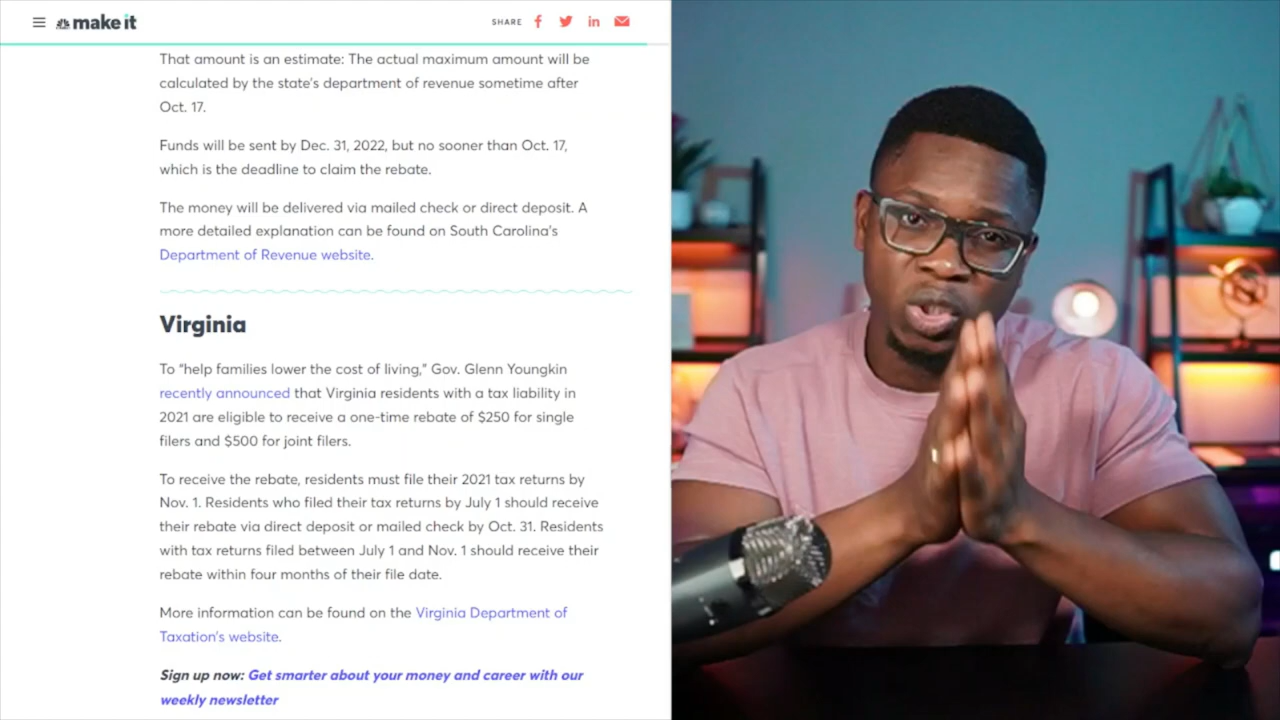 make it
SHARE
That amount is an estimate: The actual maximum amount will be
calculated by the state's department of revenue sometime after
Oct. 17.
Funds will be sent by Dec. 31, 2022, but no sooner than Oct. 17,
which is the deadline to claim the rebate.
The money will be delivered via mailed check or direct deposit. A
more detailed explanation can be found on South Carolina's
Department of Revenue website.
Virginia
To "help families lower the cost of living," Gov. Glenn Youngkin
recently announced that Virginia residents with a tax liability in
2021 are eligible to receive a one-time rebate of $250 for single
filers and $500 for joint filers.
To receive the rebate, residents must file their 2021 tax returns by
Nov. 1. Residents who filed their tax returns by July 1 should receive
their rebate via direct deposit or mailed check by Oct. 31. Residents
with tax returns filed between July 1 and Nov. 1 should receive their
rebate within four months of their file date.
More information can be found on the Virginia Department of
Taxation's website.
Sign up now: Get smarter about your money and career with our
weekly newsletter